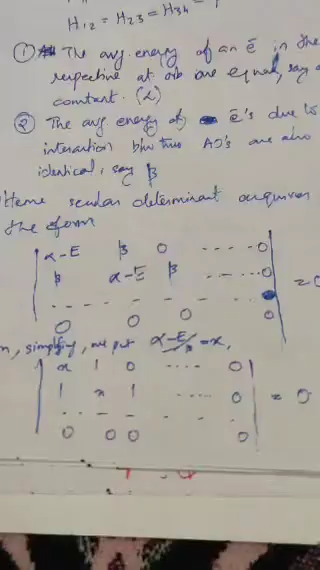 H12 = H23 = H34 =
① The avg. energy of an ē in the
respective at. orb are equal, say a
constant. (α)
② The avg energy of ē's due to
interaction b/w two AO's are also
identical, say β
Hence secular determinant acquires
the form
α-E β 0 ----- 0
β α-E β ----- 0 = 0
- - - - - - - - -
0 0 0 0
simplifying, we put α-E/β = x,
x 1 0 .... 0
1 x 1 .... 0 = 0
- - - - - - - -
0 0 0 0